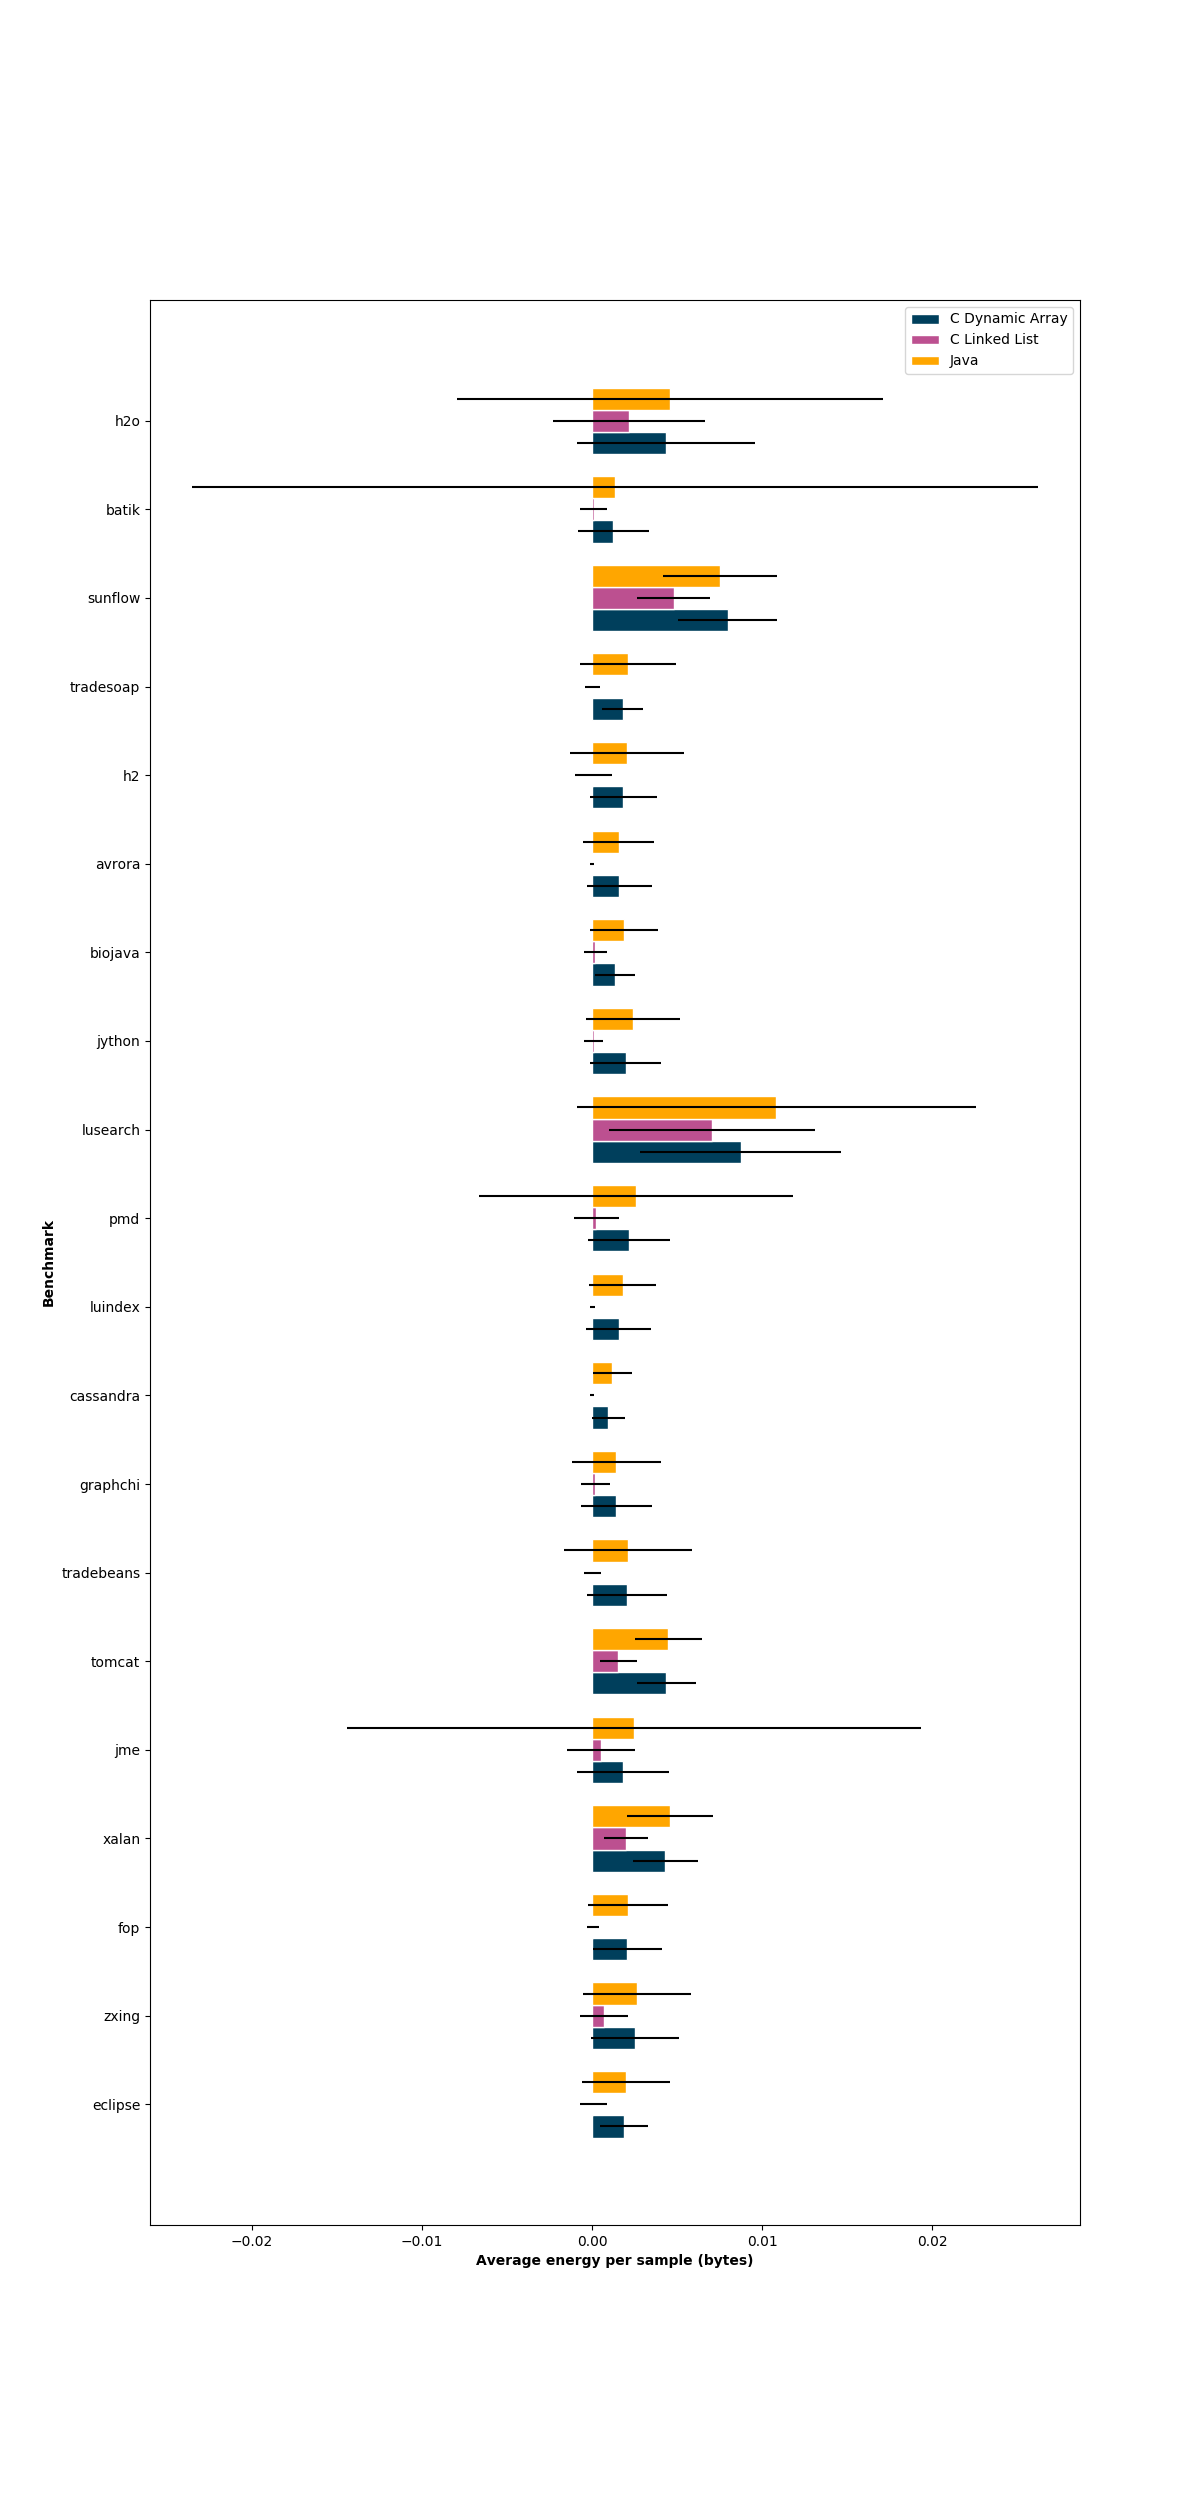 C Dynamic Array
C Linked List
Java
h2o
batik
sunflow
tradesoap
h2
avrora
biojava
jython
lusearch
pmd
luindex
cassandra
graphchi
tradebeans
tomcat
jme
xalan
fop
zxing
eclipse
Benchmark
−0.02 −0.01 0.00 0.01 0.02
Average energy per sample (bytes)